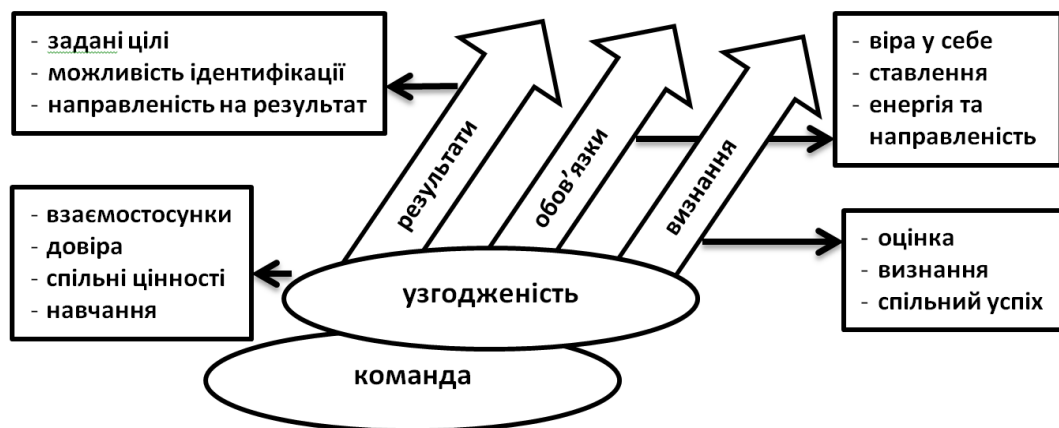 - задані цілі
- можливість ідентифікації
- направленість на результат
результати
обов’язки
визнання
- віра у себе
- ставлення
- енергія та
направленість
- взаємостосунки
- довіра
- спільні цінності
- навчання
- оцінка
- визнання
- спільний успіх
узгодженість
команда